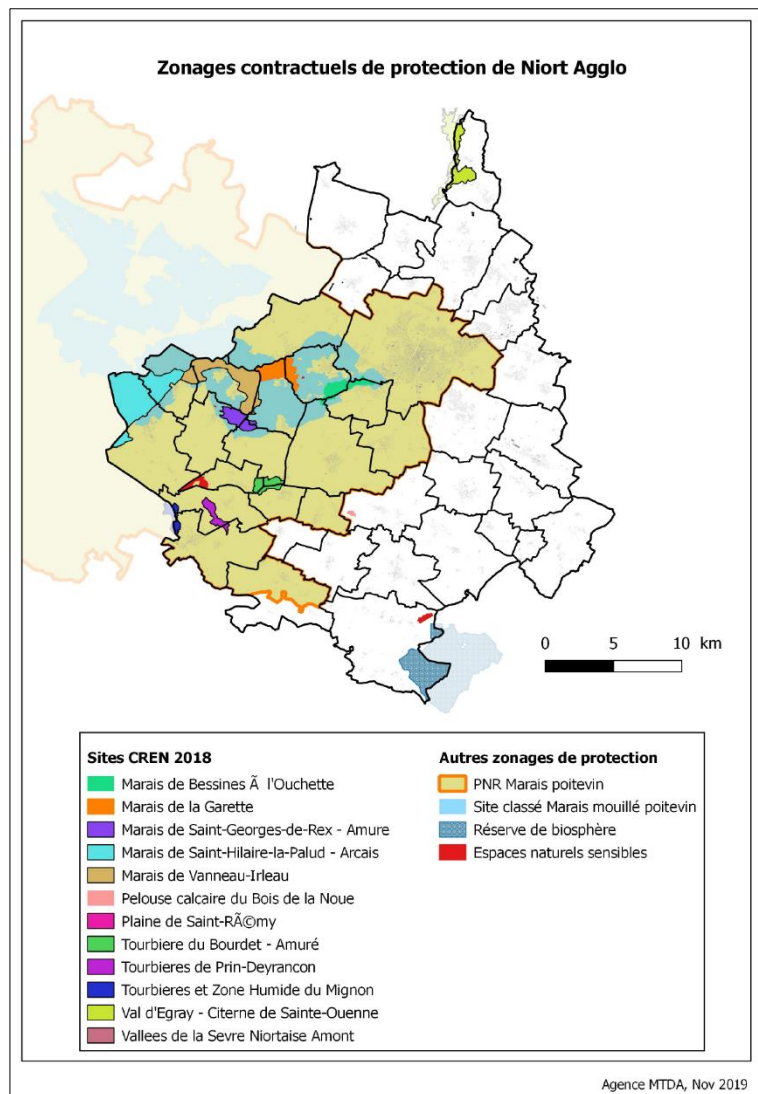 Zonages contractuels de protection de Niort Agglo
0 5 10 km
Sites CREN 2018
Marais de Bessines Ã l'Ouchette
Marais de la Garette
Marais de Saint-Georges-de-Rex - Amure
Marais de Saint-Hilaire-la-Palud - Arcais
Marais de Vanneau-Irleau
Pelouse calcaire du Bois de la Noue
Plaine de Saint-RÃ©my
Tourbiere du Bourdet - Amuré
Tourbieres de Prin-Deyrancon
Tourbieres et Zone Humide du Mignon
Val d'Egray - Citerne de Sainte-Ouenne
Vallees de la Sevre Niortaise Amont
Autres zonages de protection
PNR Marais poitevin
Site classé Marais mouillé poitevin
Réserve de biosphère
Espaces naturels sensibles
Agence MTDA, Nov 2019